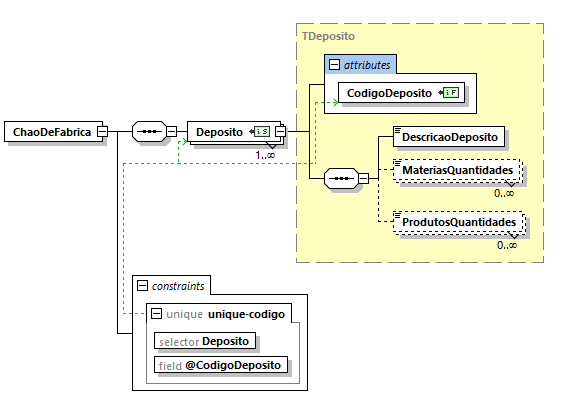 TDeposito
attributes
CodigoDeposito
ChaoDeFabrica
Deposito
1..∞
DescricaoDeposito
MateriasQuantidades
0..∞
ProdutosQuantidades
0..∞
constraints
unique unique-codigo
selector Deposito
field @CodigoDeposito